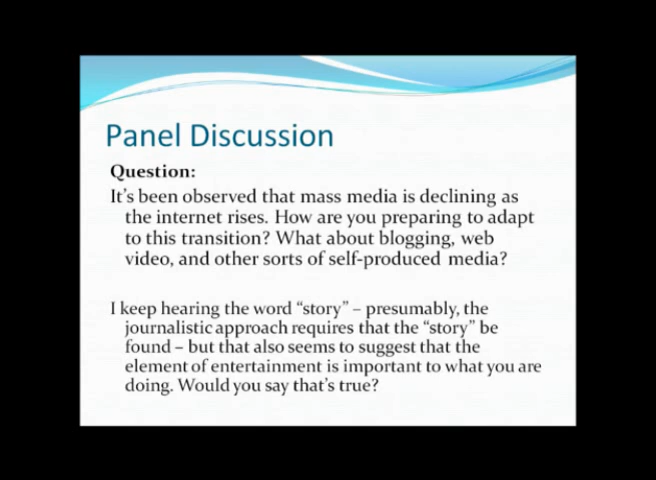 Panel Discussion
Question:
It's been observed that mass media is declining as
the internet rises. How are you preparing to adapt
to this transition? What about blogging, web
video, and other sorts of self-produced media?
I keep hearing the word “story” – presumably, the
journalistic approach requires that the “story” be
found – but that also seems to suggest that the
element of entertainment is important to what you are
doing. Would you say that's true?